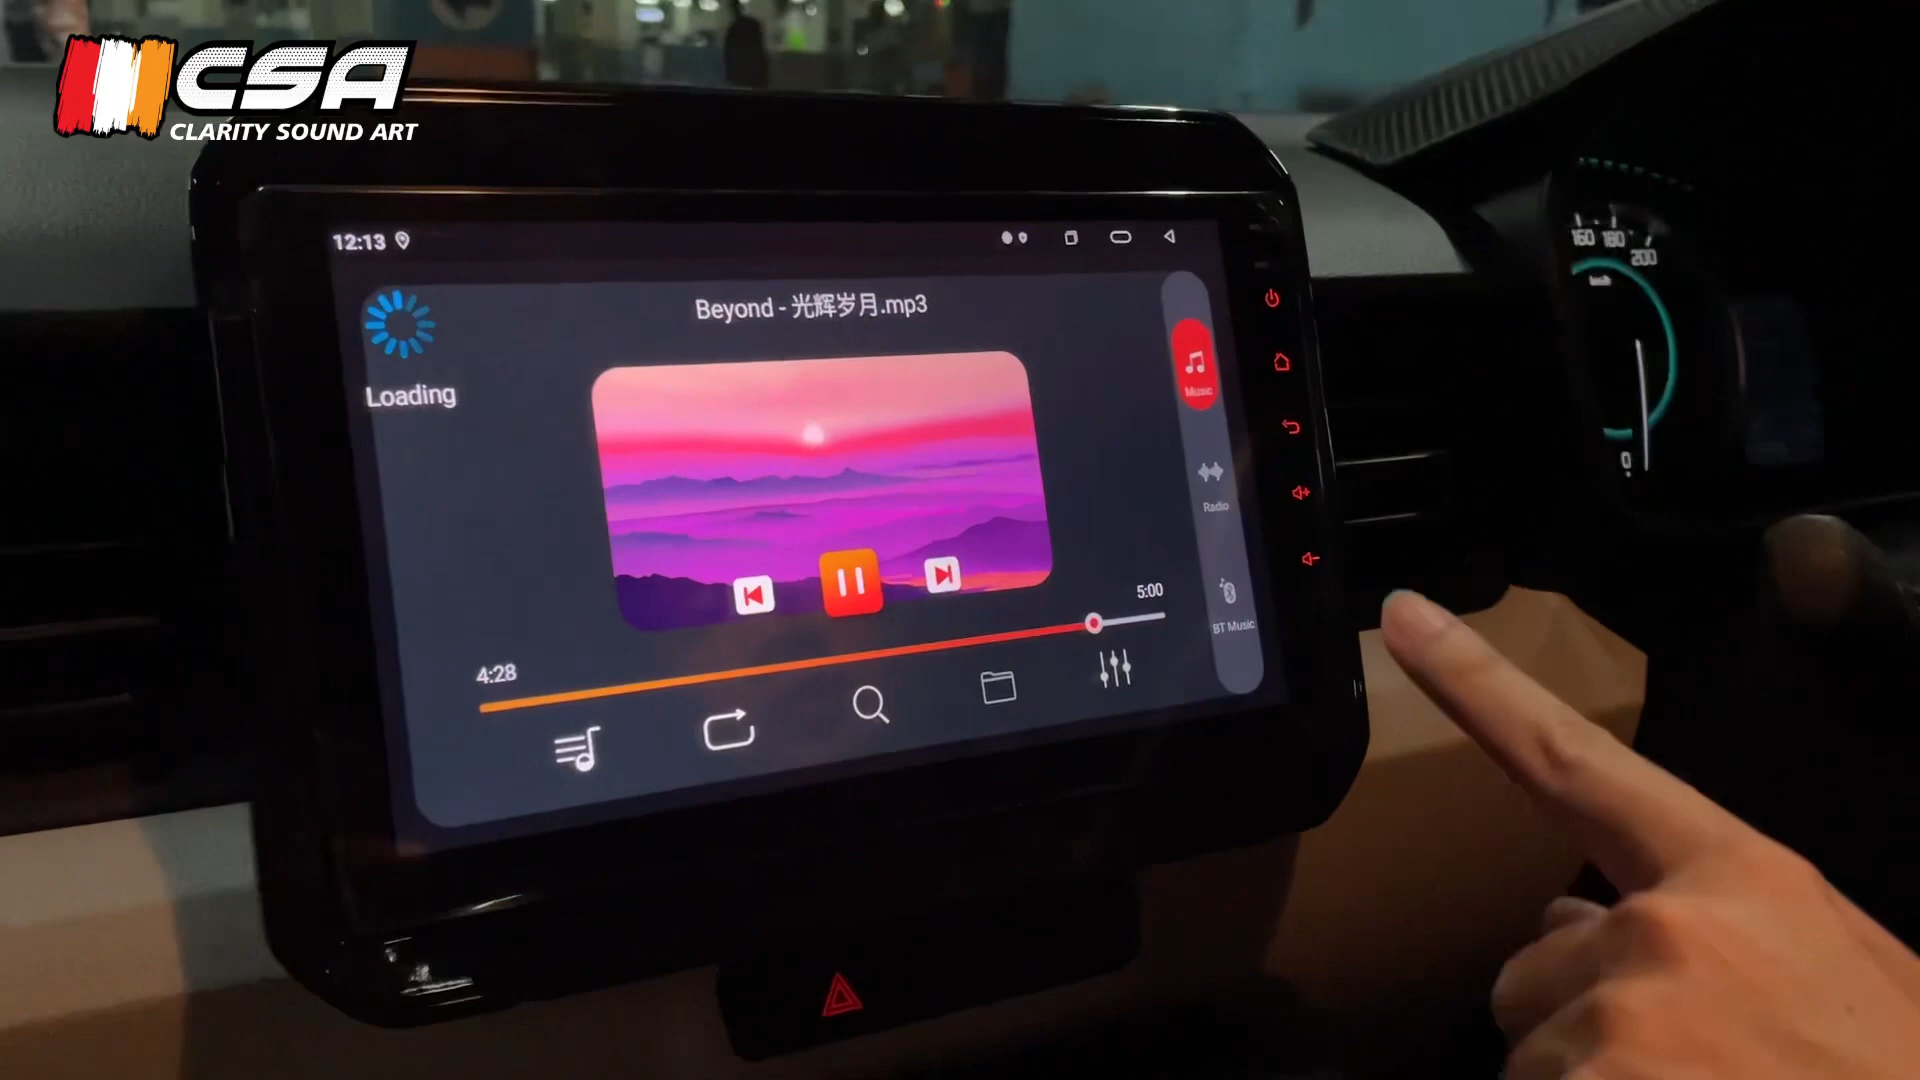 CSA
CLARITY SOUND ART
12:13
Beyond - 光辉岁月.mp3
Loading
Music
Radio
BT Music
4:28
5:00
160
180
200
km/h
0